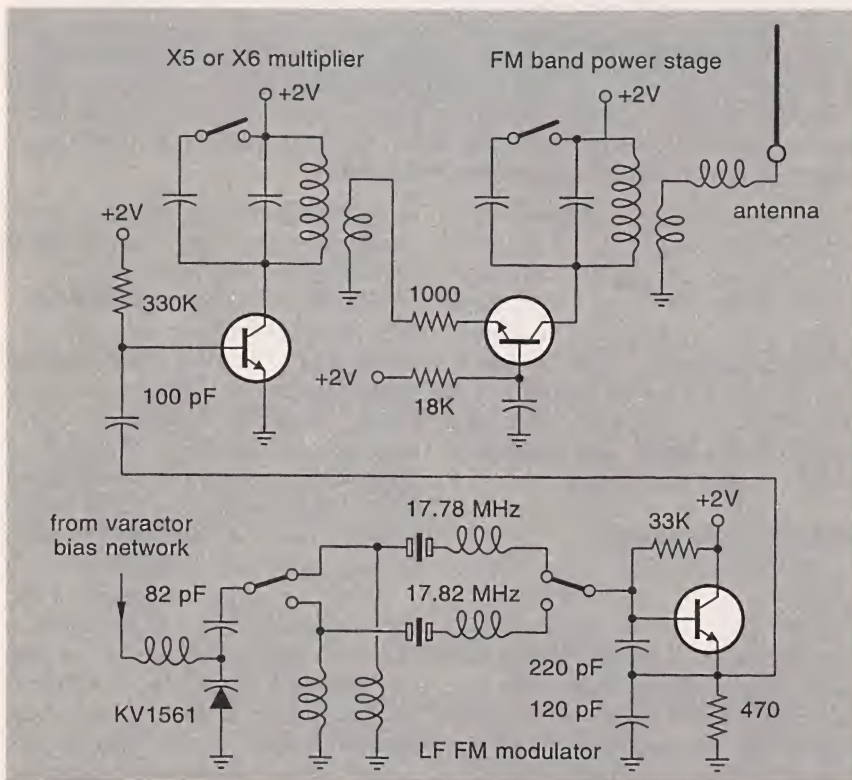 X5 or X6 multiplier
FM band power stage
+2V
+2V
antenna
+2V
330K
1000
100 pF
+2V
18K
from varactor
bias network
17.78 MHz
+2V
33K
82 pF
17.82 MHz
220 pF
KV1561
120 pF
470
LF FM modulator